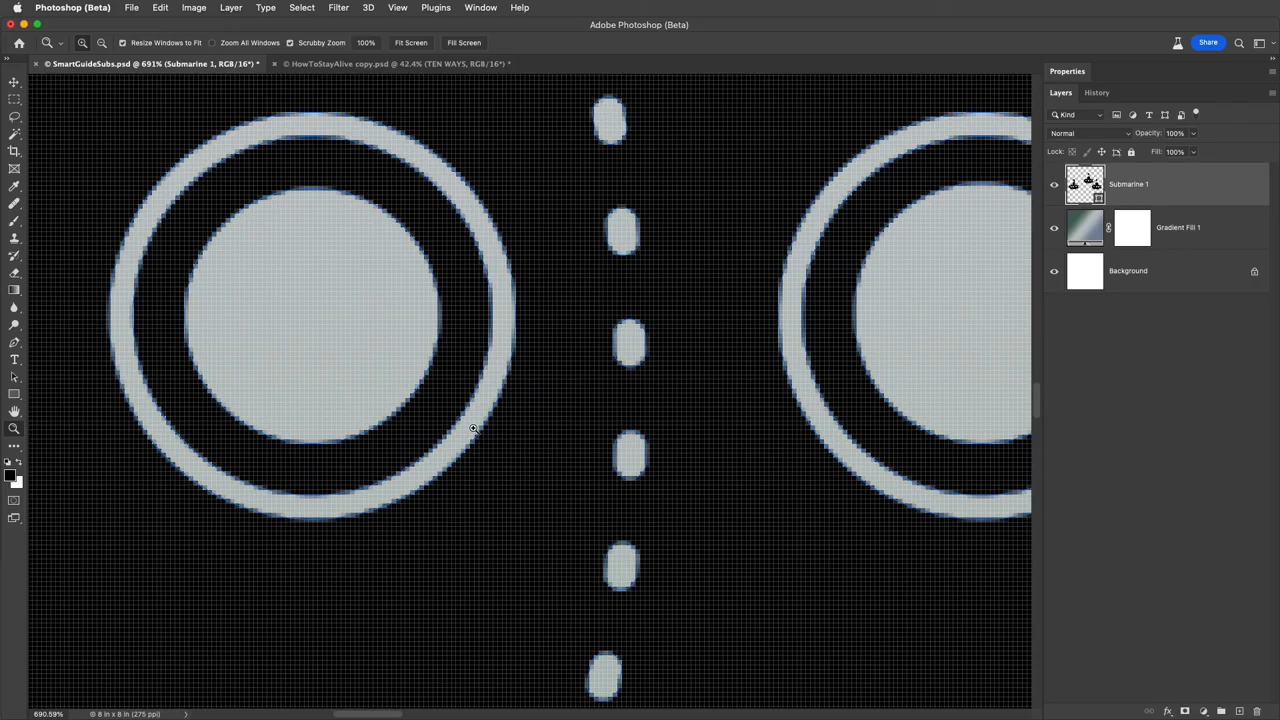 Photoshop (Beta) File Edit Image Layer Type Select Filter 3D View Plugins Window Help
Adobe Photoshop (Beta)
Resize Windows to Fit Zoom All Windows Scrubby Zoom 100% Fit Screen Fill Screen Share
© SmartGuideSubs.psd @ 691% (Submarine 1, RGB/16*) * © HowToStayAlive copy.psd @ 42.4% (TEN WAYS, RGB/16*) *
Properties
Layers History
Kind
Normal Opacity: 100%
Lock: Fill: 100%
Submarine 1
Gradient Fill 1
Background
690.59% 8 in x 8 in (275 ppi)